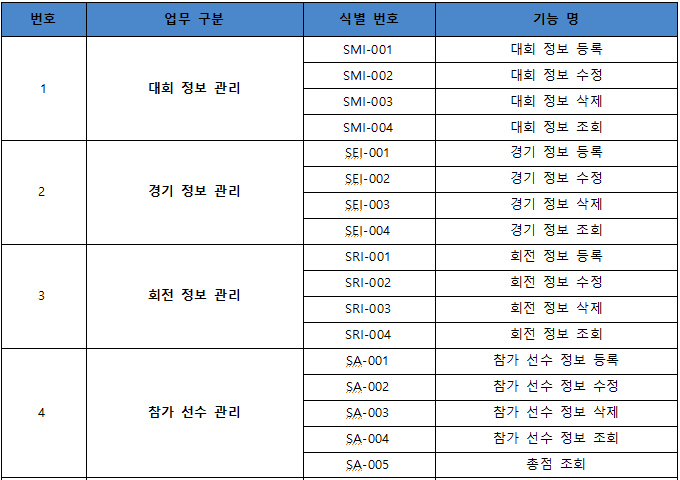 번호 업무 구분 식별 번호 기능 명
SMI-001 대회 정보 등록
SMI-002 대회 정보 수정
1 대회 정보 관리
SMI-003 대회 정보 삭제
SMI-004 대회 정보 조회
SEI-001 경기 정보 등록
SEI-002 경기 정보 수정
2 경기 정보 관리
SEI-003 경기 정보 삭제
SEI-004 경기 정보 조회
SRI-001 회전 정보 등록
SRI-002 회전 정보 수정
3 회전 정보 관리
SRI-003 회전 정보 삭제
SRI-004 회전 정보 조회
SA-001 참가 선수 정보 등록
SA-002 참가 선수 정보 수정
4 참가 선수 관리 SA-003 참가 선수 정보 삭제
SA-004 참가 선수 정보 조회
SA-005 총점 조회